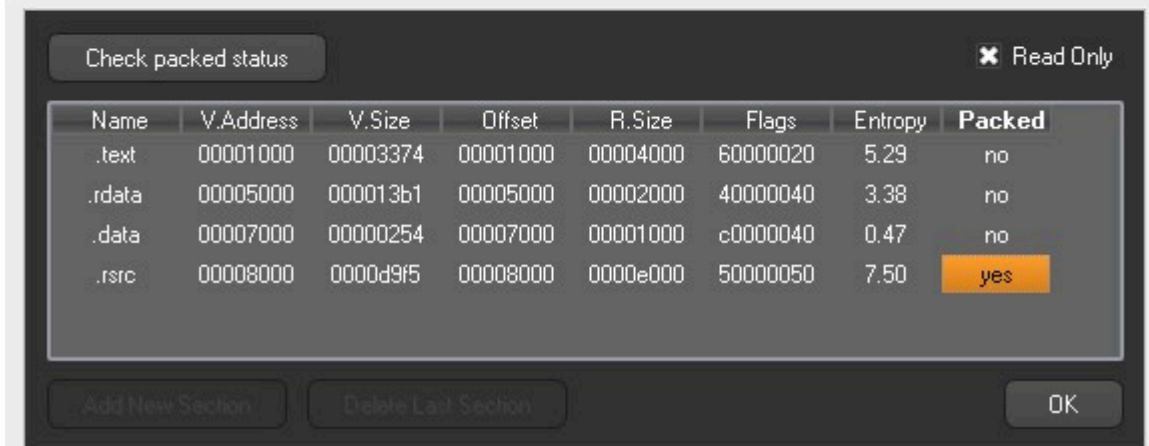 Check packed status Read Only
Name V.Address V.Size Offset R.Size Flags Entropy Packed
.text 00001000 00003374 00001000 00004000 60000020 5.29 no
.rdata 00005000 000013b1 00005000 00002000 40000040 3.38 no
.data 00007000 00000254 00007000 00001000 c0000040 0.47 no
.rsrc 00008000 0000d9f5 00008000 0000e000 50000050 7.50 yes
Add New Section Delete Last Section OK